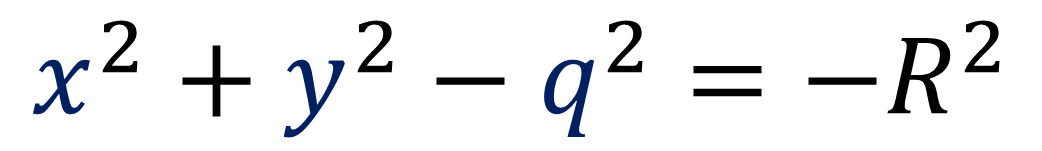 x² + y² − q² = −R²